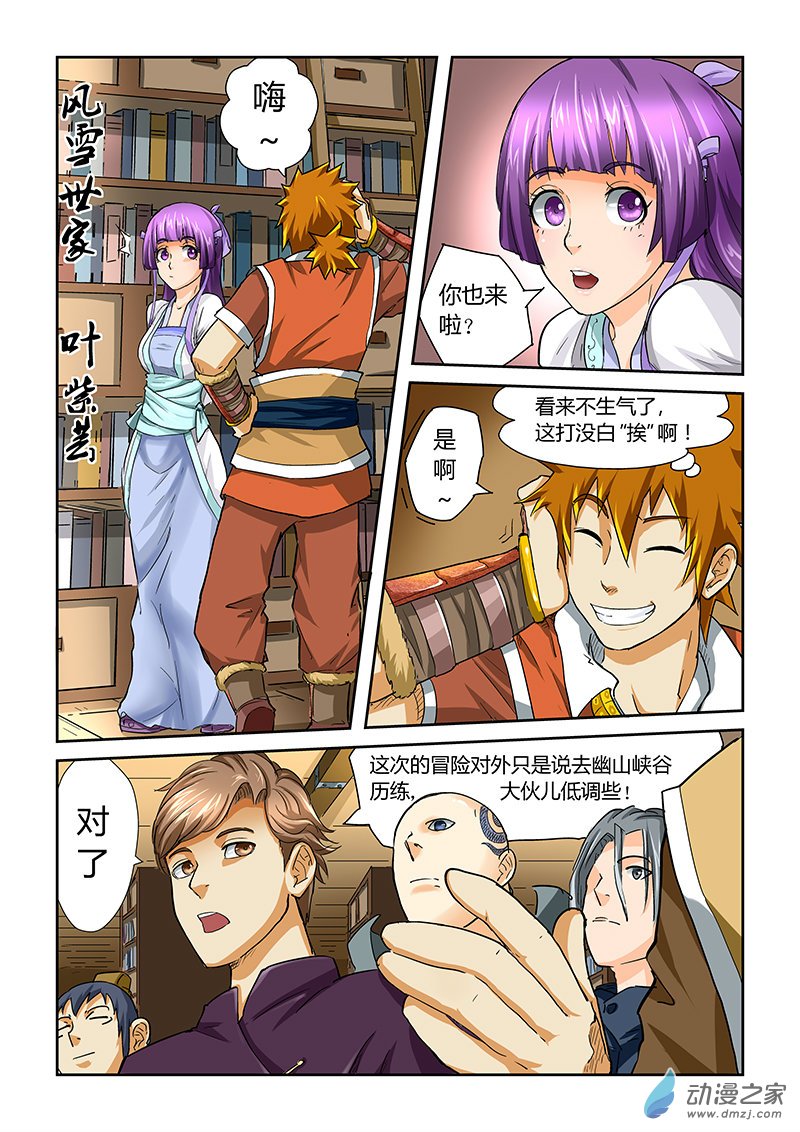 风雪世家
叶紫芸
嗨
~
你也来
啦？
看来不生气了，
这打没白“挨”啊！
是
啊
~
对
了
这次的冒险对外只是说去幽山峡谷
历练，
大伙儿低调些！
动漫之家
www.dmzj.com